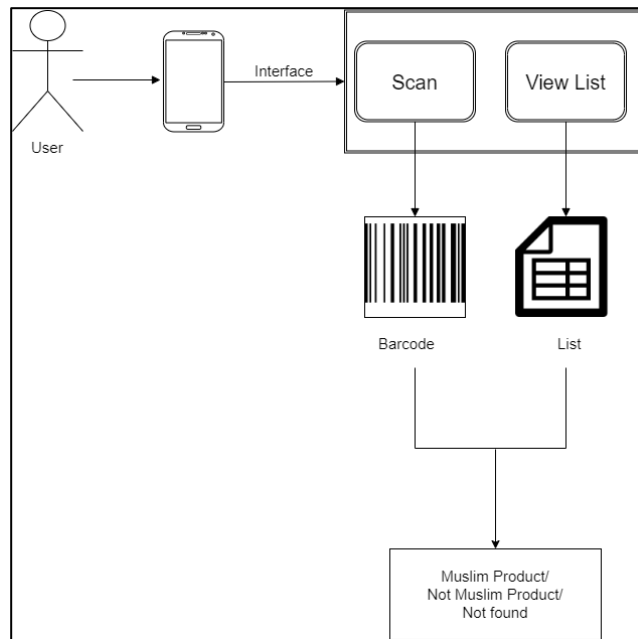 Interface
Scan
View List
User
Barcode
List
Muslim Product/
Not Muslim Product/
Not found